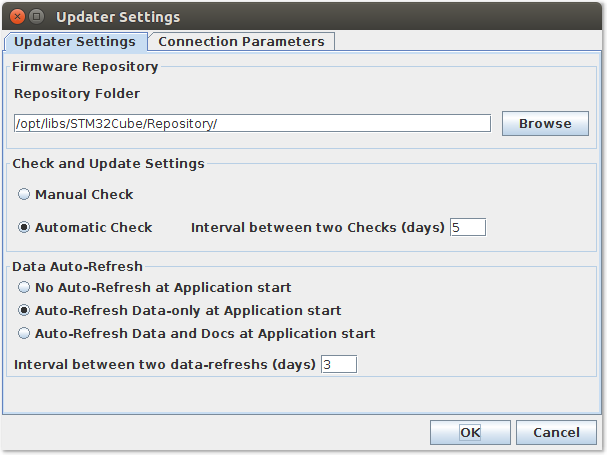 Updater Settings
Updater Settings Connection Parameters
Firmware Repository
Repository Folder
/opt/libs/STM32Cube/Repository/ Browse
Check and Update Settings
Manual Check
Automatic Check Interval between two Checks (days) 5
Data Auto-Refresh
No Auto-Refresh at Application start
Auto-Refresh Data-only at Application start
Auto-Refresh Data and Docs at Application start
Interval between two data-refreshs (days) 3
OK Cancel